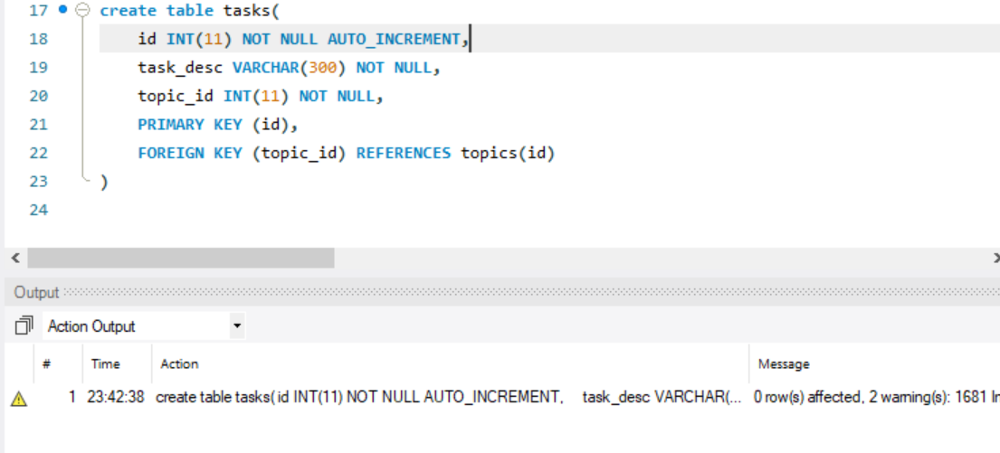 17 create table tasks(
18 id INT(11) NOT NULL AUTO_INCREMENT,
19 task_desc VARCHAR(300) NOT NULL,
20 topic_id INT(11) NOT NULL,
21 PRIMARY KEY (id),
22 FOREIGN KEY (topic_id) REFERENCES topics(id)
23 )
24
Output
Action Output
# Time Action Message
1 23:42:38 create table tasks( id INT(11) NOT NULL AUTO_INCREMENT, task_desc VARCHAR(... 0 row(s) affected, 2 warning(s): 1681 In